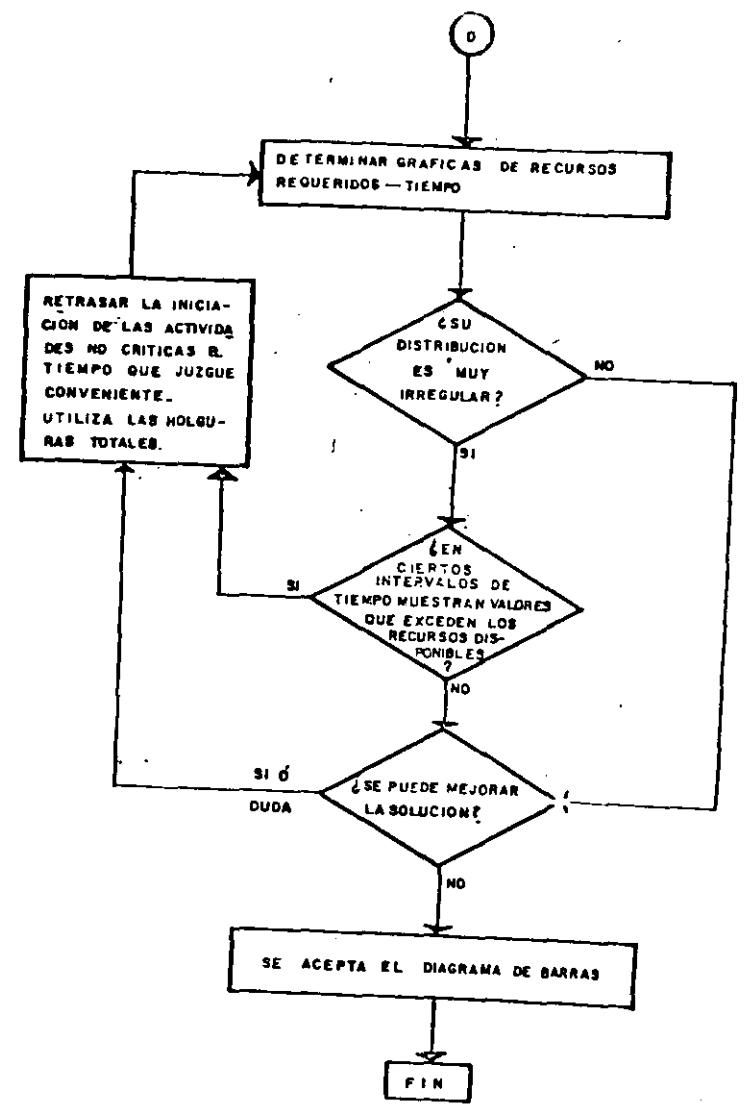 D
DETERMINAR GRAFICAS DE RECURSOS
REQUERIDOS — TIEMPO
RETRASAR LA INICIA-
CION DE LAS ACTIVIDA
DES NO CRITICAS EL
TIEMPO QUE JUZGUE
CONVENIENTE.
UTILIZA LAS HOLGU-
RAS TOTALES.
¿SU
DISTRIBUCION
ES MUY
IRREGULAR?
NO
SI
¿EN
CIERTOS
INTERVALOS DE
TIEMPO MUESTRAN VALORES
QUE EXCEDEN LOS
RECURSOS DIS-
PONIBLES
?
SI
NO
¿SE PUEDE MEJORAR
LA SOLUCION?
SI Ó
DUDA
NO
SE ACEPTA EL DIAGRAMA DE BARRAS
FIN